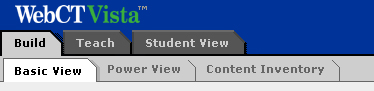 WebCT Vista™
Build Teach Student View
Basic View Power View Content Inventory